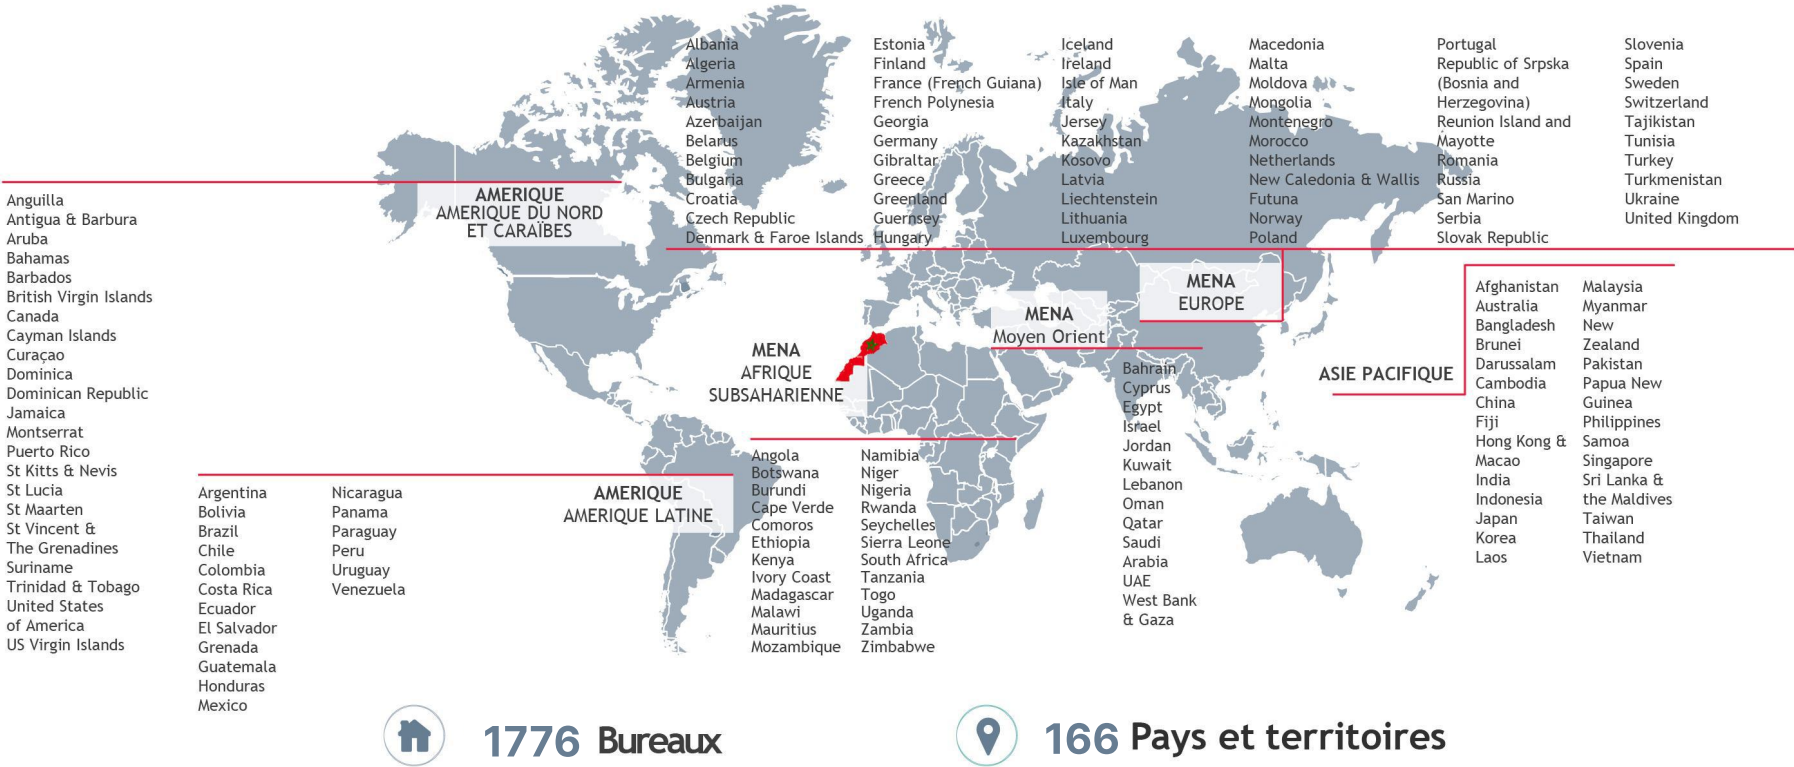 Albania
Algeria
Armenia
Austria
Azerbaijan
Belarus
Belgium
Bulgaria
Croatia
Czech Republic
Denmark & Faroe Islands
Estonia
Finland
France (French Guiana)
French Polynesia
Georgia
Germany
Gibraltar
Greece
Greenland
Guernsey
Hungary
Iceland
Ireland
Isle of Man
Italy
Jersey
Kazakhstan
Kosovo
Latvia
Liechtenstein
Lithuania
Luxembourg
Macedonia
Malta
Moldova
Mongolia
Montenegro
Morocco
Netherlands
New Caledonia & Wallis
Futuna
Norway
Poland
Portugal
Republic of Srpska
(Bosnia and
Herzegovina)
Reunion Island and
Mayotte
Romania
Russia
San Marino
Serbia
Slovak Republic
Slovenia
Spain
Sweden
Switzerland
Tajikistan
Tunisia
Turkey
Turkmenistan
Ukraine
United Kingdom
AMERIQUE
AMERIQUE DU NORD
ET CARAÏBES
Anguilla
Antigua & Barbura
Aruba
Bahamas
Barbados
British Virgin Islands
Canada
Cayman Islands
Curaçao
Dominica
Dominican Republic
Jamaica
Montserrat
Puerto Rico
St Kitts & Nevis
St Lucia
St Maarten
St Vincent &
The Grenadines
Suriname
Trinidad & Tobago
United States
of America
US Virgin Islands
MENA
EUROPE
MENA
Moyen Orient
MENA
AFRIQUE
SUBSAHARIENNE
ASIE PACIFIQUE
Afghanistan
Australia
Bangladesh
Brunei
Darussalam
Cambodia
China
Fiji
Hong Kong &
Macao
India
Indonesia
Japan
Korea
Laos
Malaysia
Myanmar
New
Zealand
Pakistan
Papua New
Guinea
Philippines
Samoa
Singapore
Sri Lanka &
the Maldives
Taiwan
Thailand
Vietnam
Bahrain
Cyprus
Egypt
Israel
Jordan
Kuwait
Lebanon
Oman
Qatar
Saudi
Arabia
UAE
West Bank
& Gaza
Angola
Botswana
Burundi
Cape Verde
Comoros
Ethiopia
Kenya
Ivory Coast
Madagascar
Malawi
Mauritius
Mozambique
Namibia
Niger
Nigeria
Rwanda
Seychelles
Sierra Leone
South Africa
Tanzania
Togo
Uganda
Zambia
Zimbabwe
AMERIQUE
AMERIQUE LATINE
Argentina
Bolivia
Brazil
Chile
Colombia
Costa Rica
Ecuador
El Salvador
Grenada
Guatemala
Honduras
Mexico
Nicaragua
Panama
Paraguay
Peru
Uruguay
Venezuela
1776 Bureaux
166 Pays et territoires